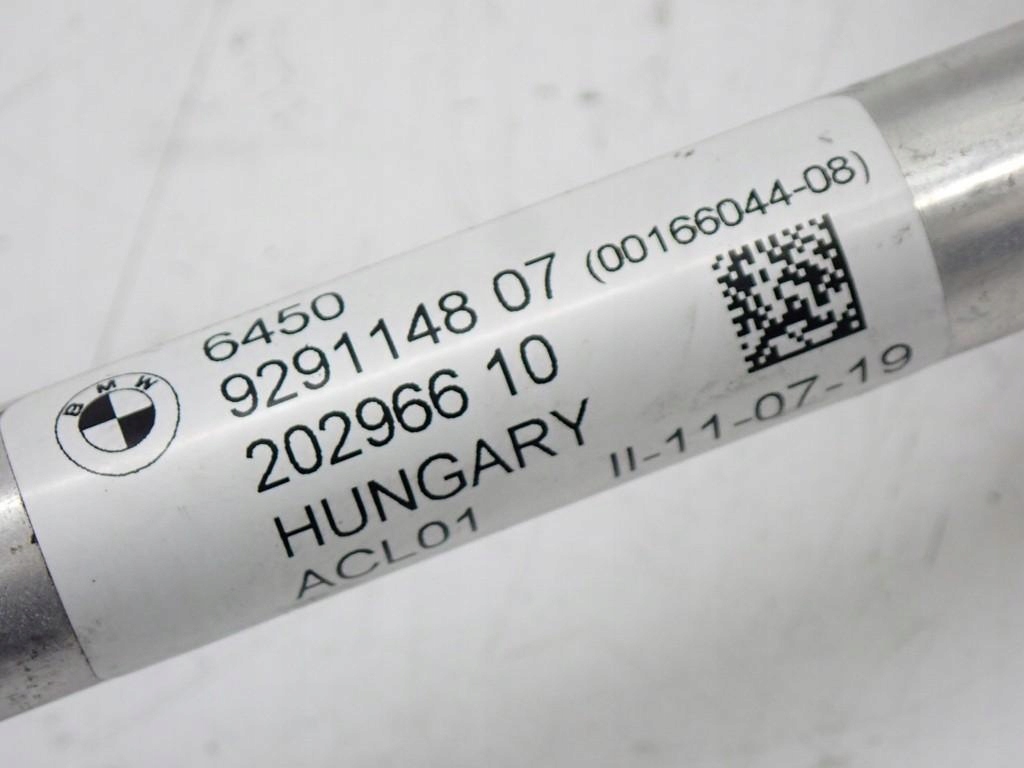 BMW
6450
9291148 07 (00166044-08)
202966 10
HUNGARY
ACL01
II-11-07-19